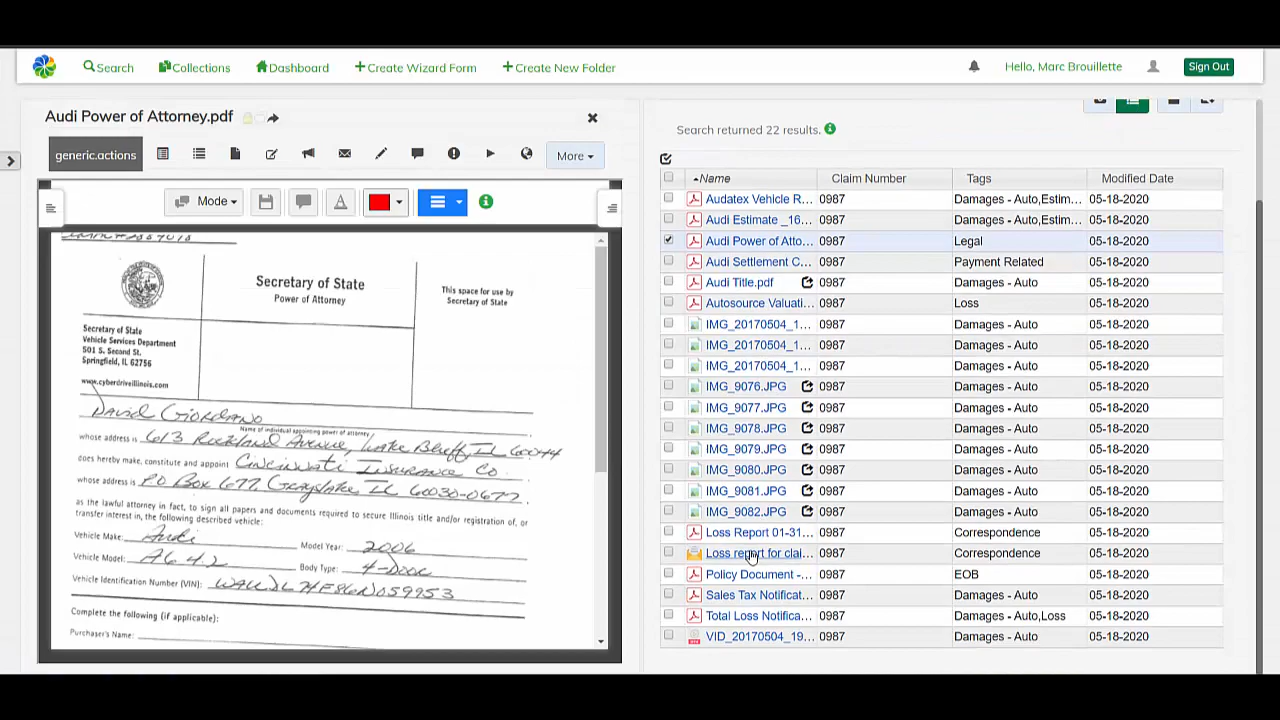 Search
Collections
Dashboard
Create Wizard Form
Create New Folder
Hello, Marc Brouillette
Sign Out
Audi Power of Attorney.pdf
generic.actions
More
Mode
Secretary of State
Power of Attorney
This space for use by
Secretary of State
Secretary of State
Vehicle Services Department
501 S. Second St.
Springfield, IL 62756
www.cyberdriveillinois.com
David Giordano
Name of individual appointing power of attorney
whose address is 613 Rockland Avenue, Lake Bluff, IL 60044
does hereby make, constitute and appoint Cincinnati Insurance Co.
whose address is PO Box 677, Grayslake IL 60030-0677
as the lawful attorney in fact, to sign all papers and documents required to secure Illinois title and/or registration of, or
transfer interest in, the following described vehicle:
Vehicle Make: Audi Model Year: 2006
Vehicle Model: A6 4.2 Body Type: 4-Door
Vehicle Identification Number (VIN):
Complete the following (if applicable):
Purchaser's Name:
Search returned 22 results.
Name Claim Number Tags Modified Date
Audatex Vehicle R... 0987 Damages - Auto,Estim... 05-18-2020
Audi Estimate _16... 0987 Damages - Auto,Estim... 05-18-2020
Audi Power of Atto... 0987 Legal 05-18-2020
Audi Settlement C... 0987 Payment Related 05-18-2020
Audi Title.pdf 0987 Damages - Auto 05-18-2020
Autosource Valuati... 0987 Loss 05-18-2020
IMG_20170504_1... 0987 Damages - Auto 05-18-2020
IMG_20170504_1... 0987 Damages - Auto 05-18-2020
IMG_20170504_1... 0987 Damages - Auto 05-18-2020
IMG_9076.JPG 0987 Damages - Auto 05-18-2020
IMG_9077.JPG 0987 Damages - Auto 05-18-2020
IMG_9078.JPG 0987 Damages - Auto 05-18-2020
IMG_9079.JPG 0987 Damages - Auto 05-18-2020
IMG_9080.JPG 0987 Damages - Auto 05-18-2020
IMG_9081.JPG 0987 Damages - Auto 05-18-2020
IMG_9082.JPG 0987 Damages - Auto 05-18-2020
Loss Report 01-31... 0987 Correspondence 05-18-2020
Loss report for clai... 0987 Correspondence 05-18-2020
Policy Document -... 0987 EOB 05-18-2020
Sales Tax Notificat... 0987 Damages - Auto 05-18-2020
Total Loss Notifica... 0987 Damages - Auto,Loss 05-18-2020
VID_20170504_19... 0987 Damages - Auto 05-18-2020